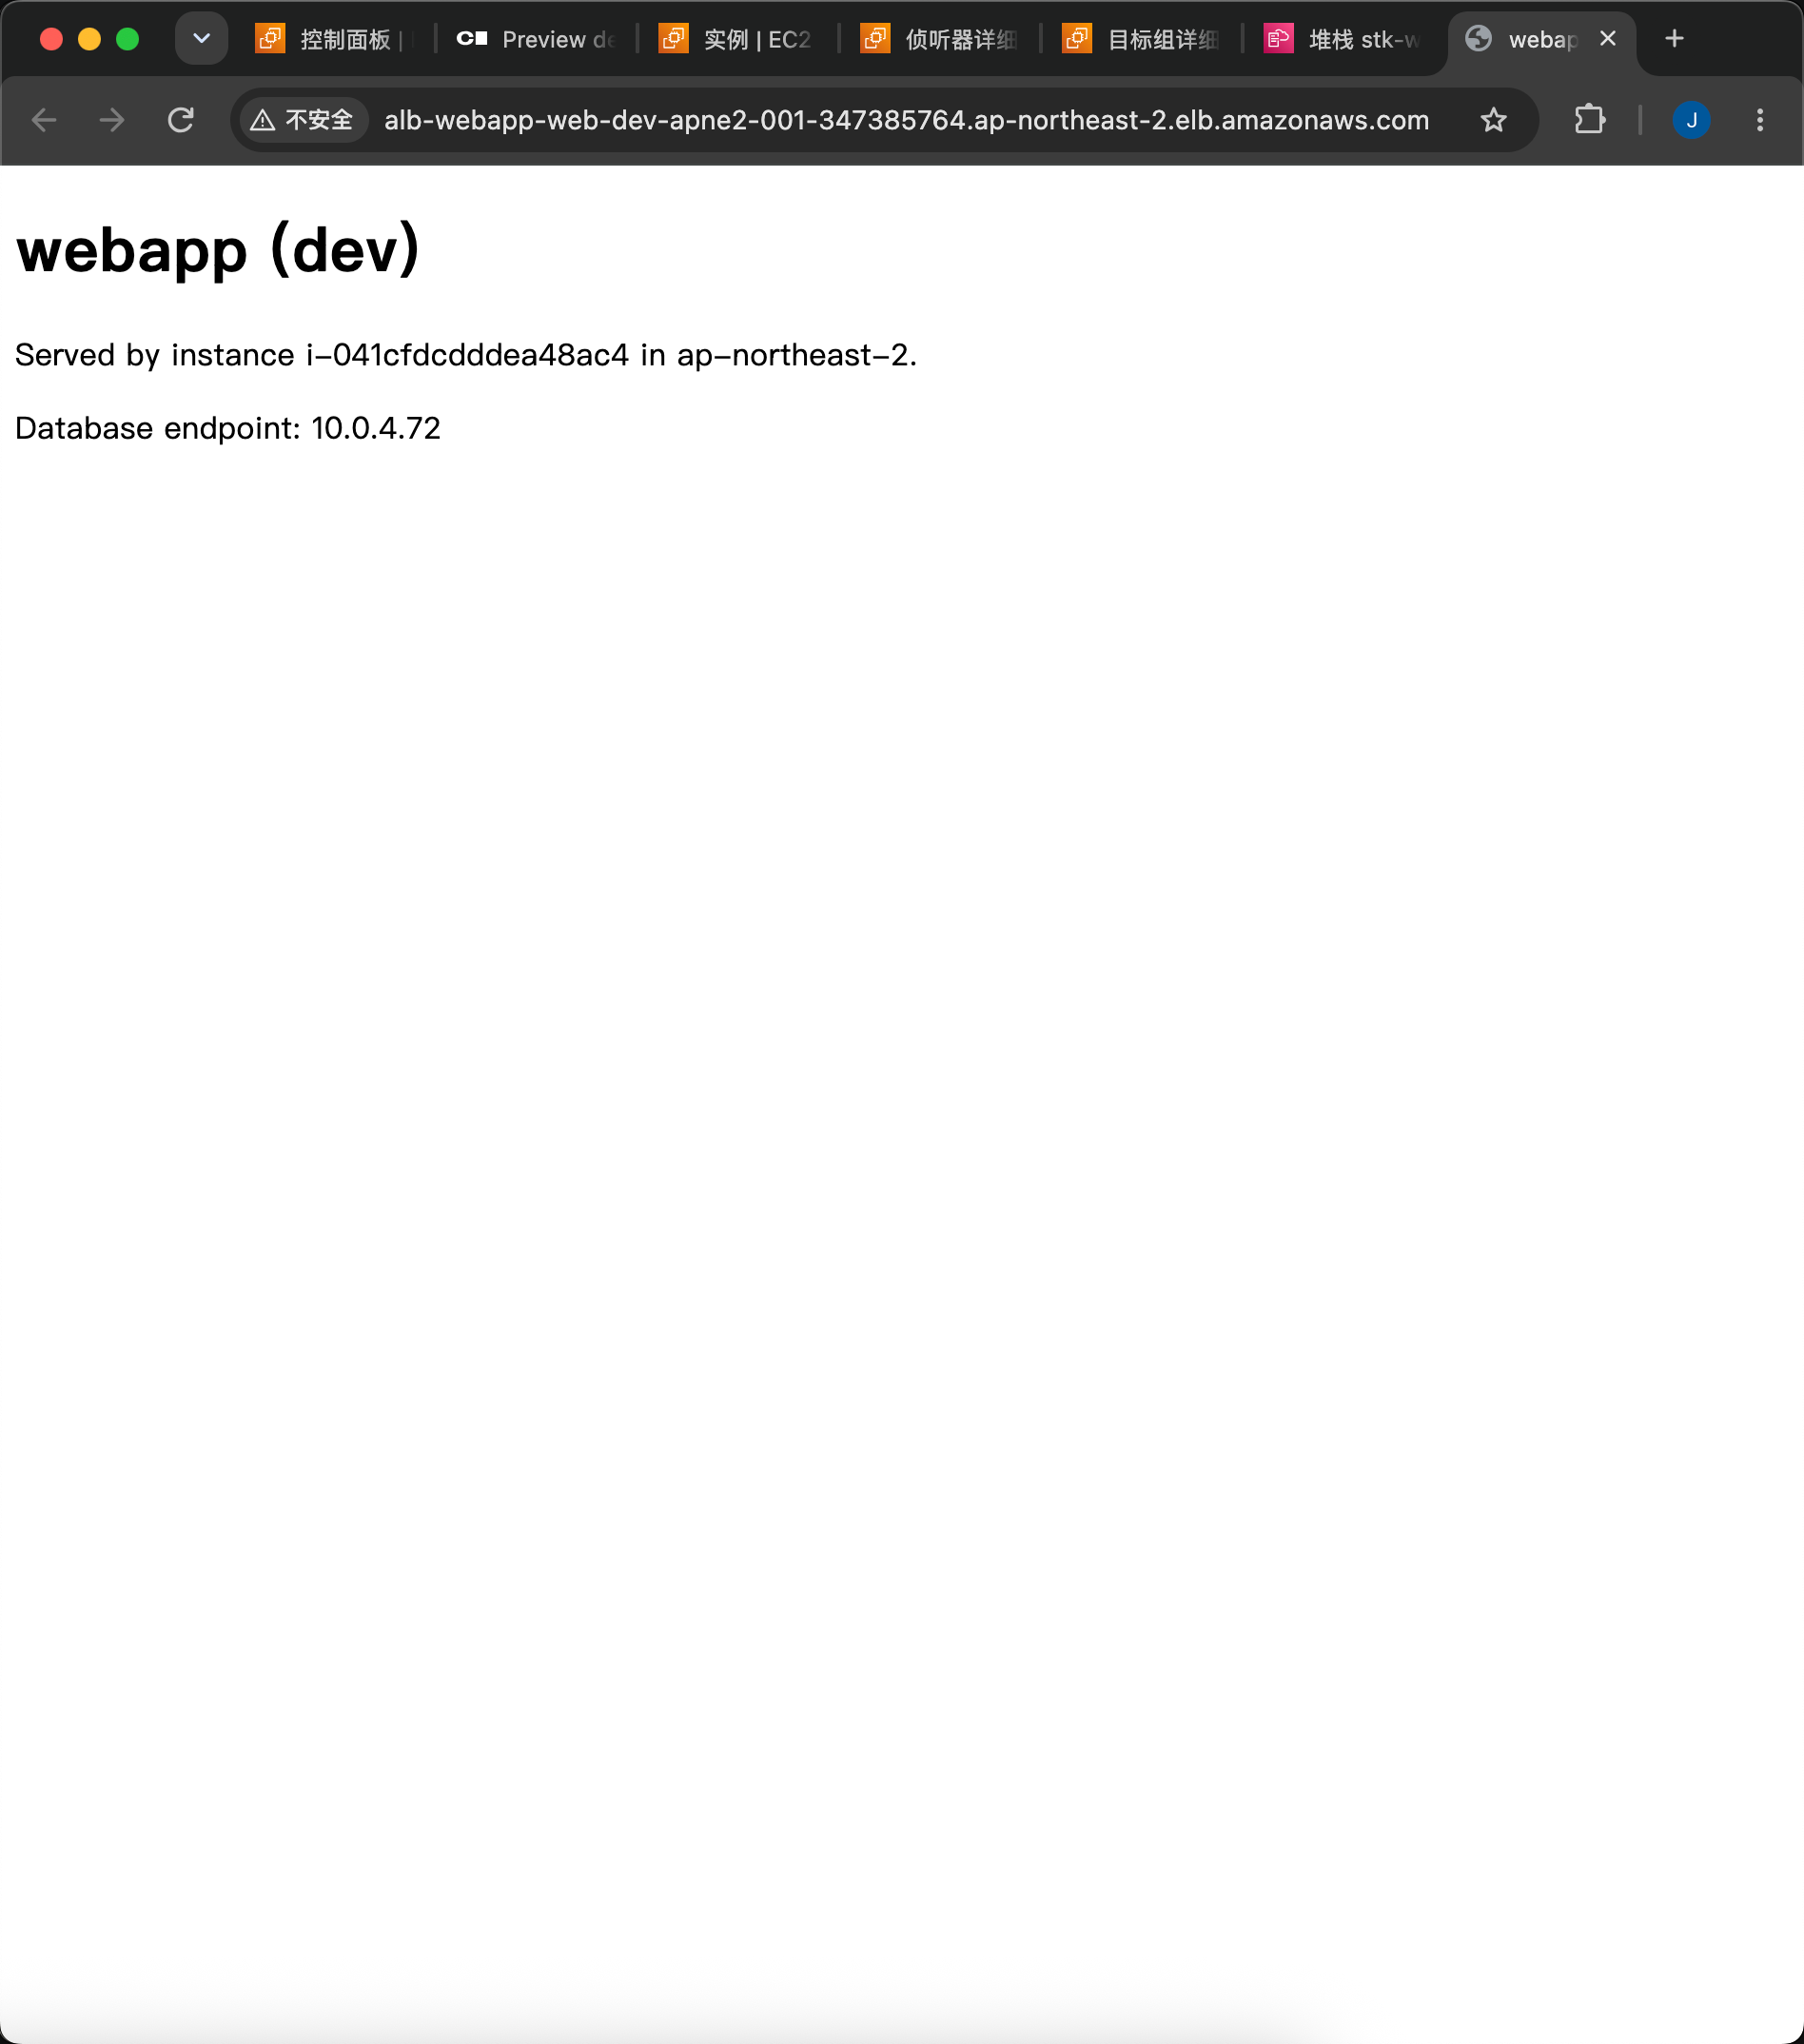 控制面板 |
Preview de
实例 | EC2
侦听器详细
目标组详细
堆栈 stk-w
webap
不安全
alb-webapp-web-dev-apne2-001-347385764.ap-northeast-2.elb.amazonaws.com
J
webapp (dev)
Served by instance i-041cfdcdddea48ac4 in ap-northeast-2.
Database endpoint: 10.0.4.72